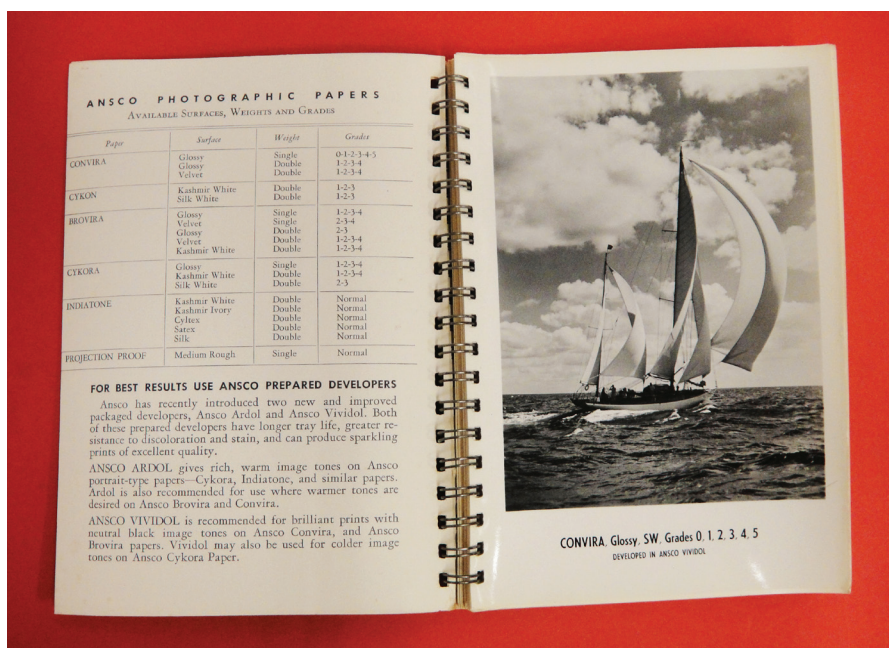 ANSCO PHOTOGRAPHIC PAPERS
AVAILABLE SURFACES, WEIGHTS AND GRADES
Paper Surface Weight Grades
CONVIRA Glossy Single 0-1-2-3-4-5
Glossy Double 1-2-3-4
Velvet Double 1-2-3-4
CYKON Kashmir White Double 1-2-3
Silk White Double 1-2-3
BROVIRA Glossy Single 1-2-3-4
Velvet Single 2-3-4
Glossy Double 2-3
Velvet Double 1-2-3-4
Kashmir White Double 1-2-3-4
CYKORA Glossy Single 1-2-3-4
Kashmir White Double 1-2-3-4
Silk White Double 2-3
INDIATONE Kashmir White Double Normal
Kashmir Ivory Double Normal
Cyltex Double Normal
Satex Double Normal
Silk Double Normal
PROJECTION PROOF Medium Rough Single Normal
FOR BEST RESULTS USE ANSCO PREPARED DEVELOPERS
Ansco has recently introduced two new and improved
packaged developers, Ansco Ardol and Ansco Vividol. Both
of these prepared developers have longer tray life, greater re-
sistance to discoloration and stain, and can produce sparkling
prints of excellent quality.
ANSCO ARDOL gives rich, warm image tones on Ansco
portrait-type papers—Cykora, Indiatone, and similar papers.
Ardol is also recommended for use where warmer tones are
desired on Ansco Brovira and Convira.
ANSCO VIVIDOL is recommended for brilliant prints with
neutral black image tones on Ansco Convira, and Ansco
Brovira papers. Vividol may also be used for colder image
tones on Ansco Cykora Paper.
CONVIRA, Glossy, SW, Grades 0, 1, 2, 3, 4, 5
DEVELOPED IN ANSCO VIVIDOL